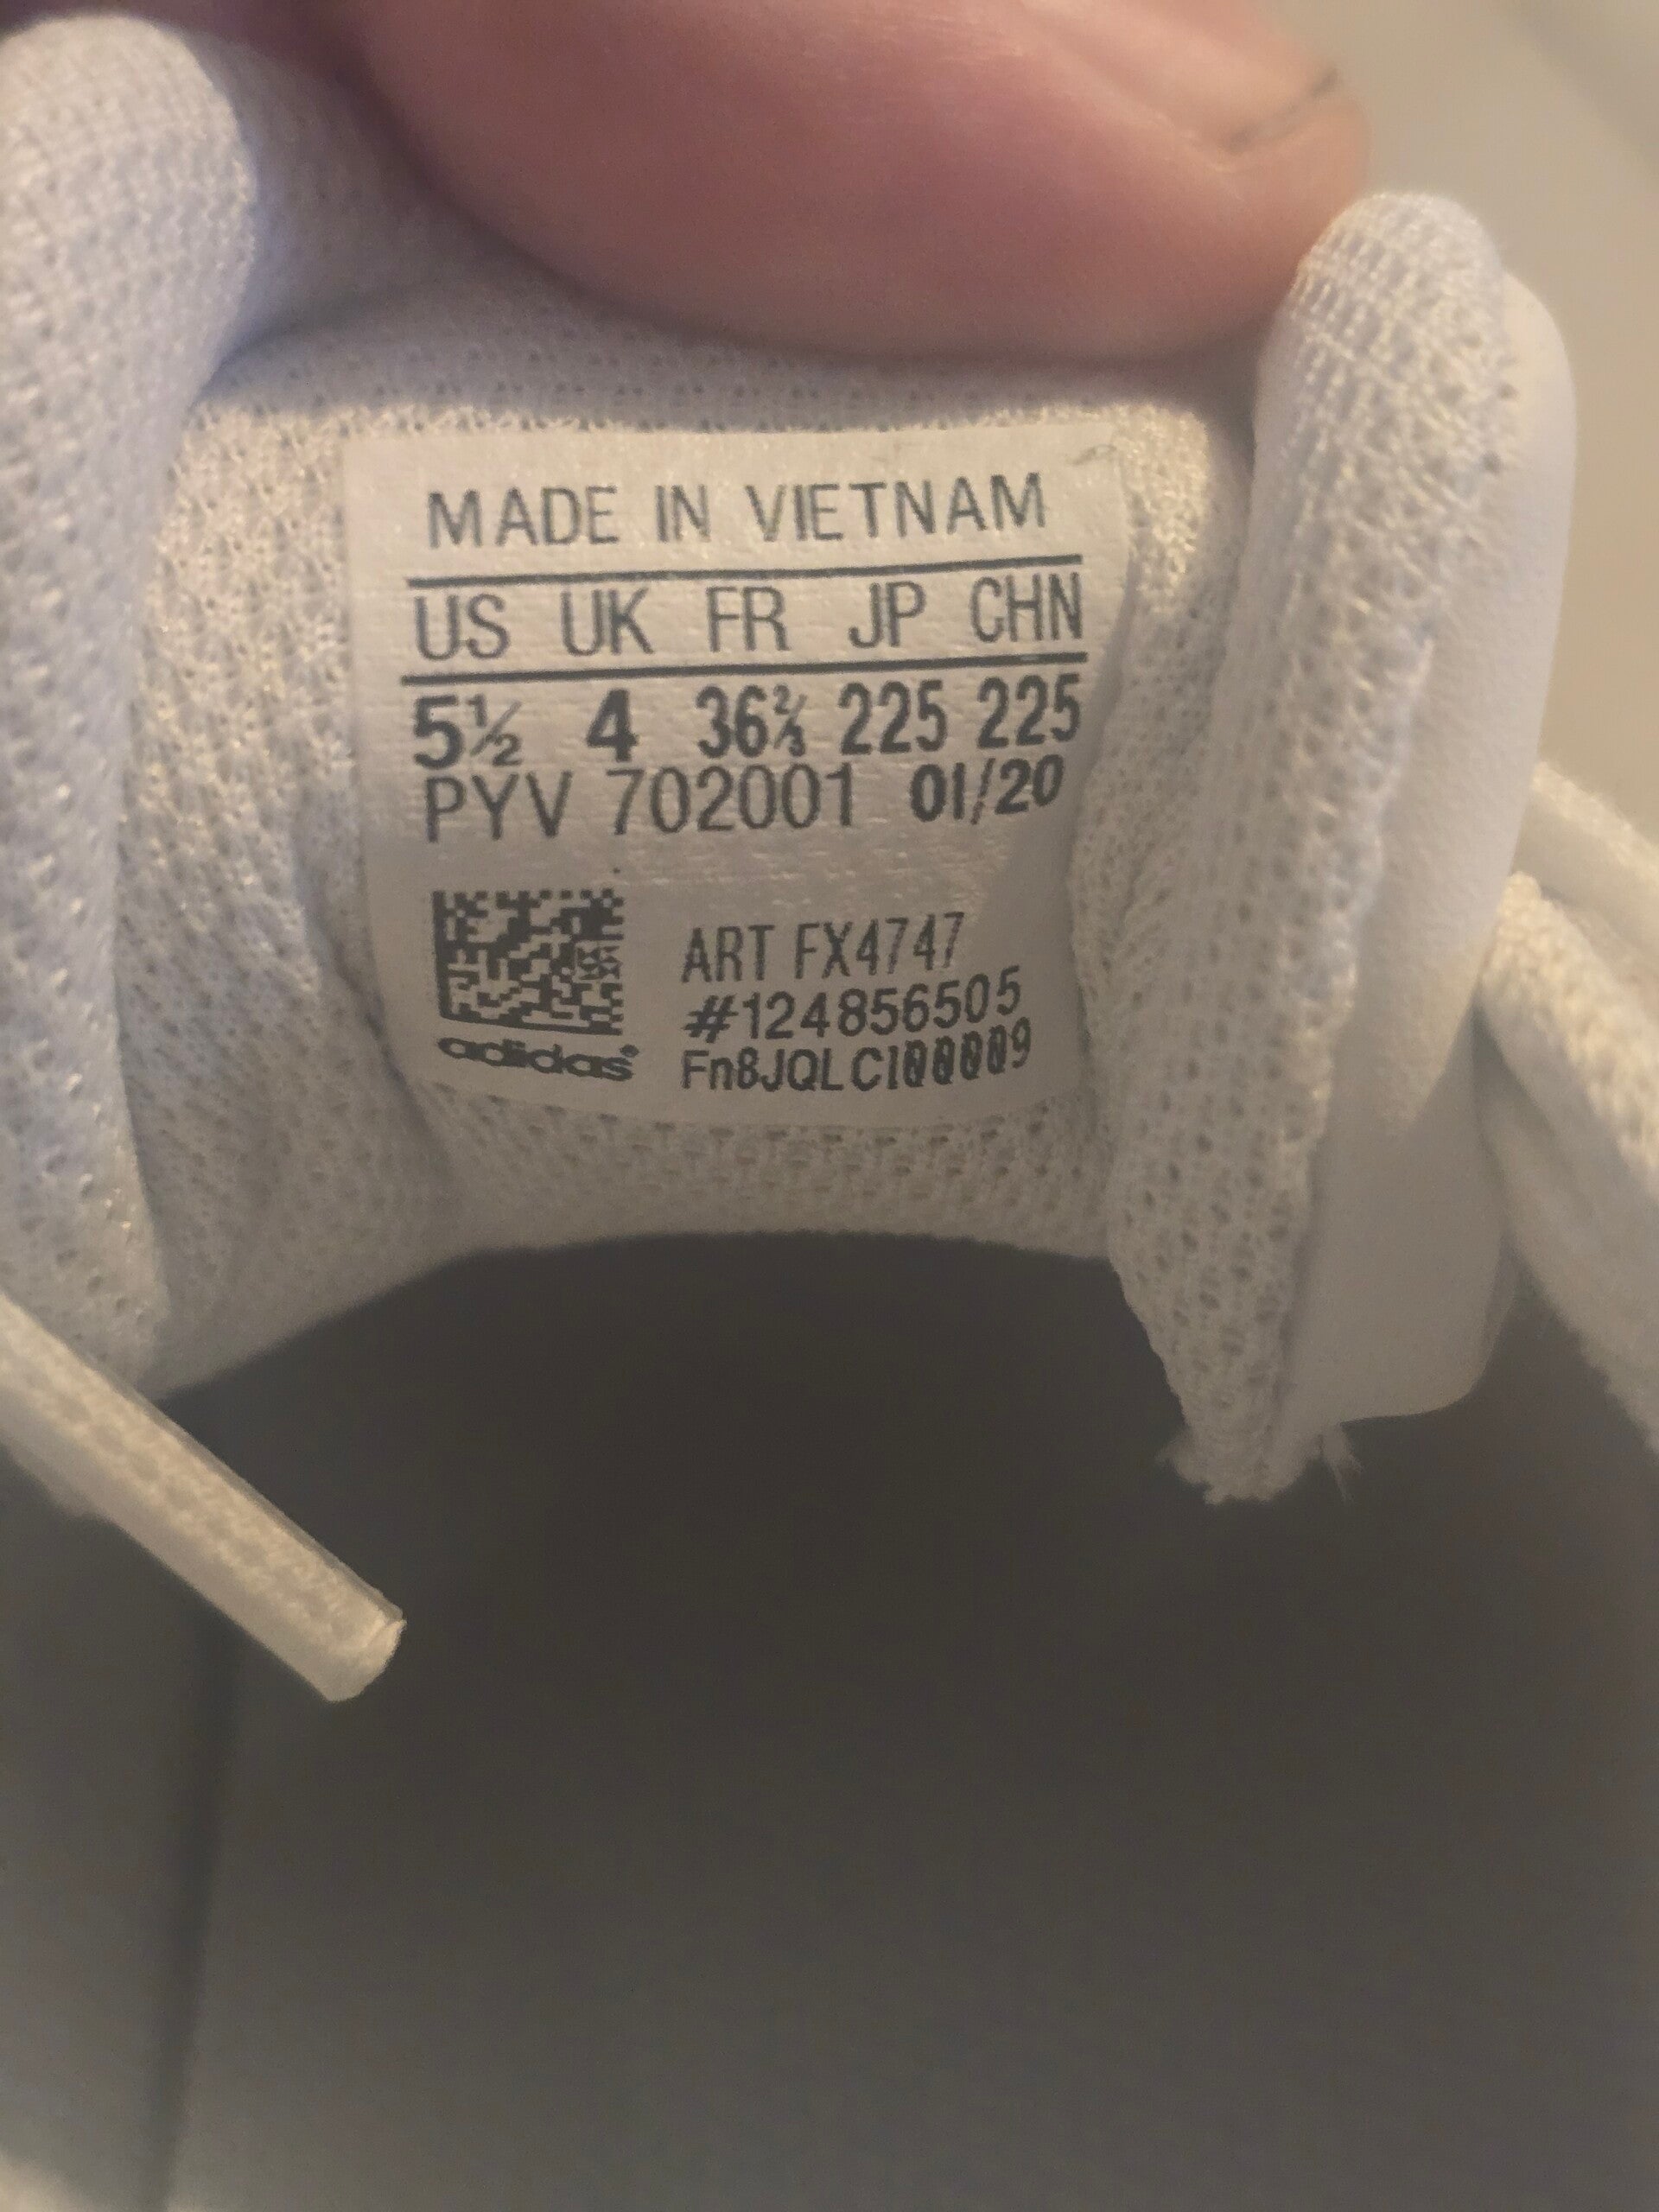 MADE IN VIETNAM
US UK FR JP CHN
5½ 4 36⅔ 225 225
PYV 702001 01/20
ART FX4747
#124856505
Fn8JQLCI00009
adidas